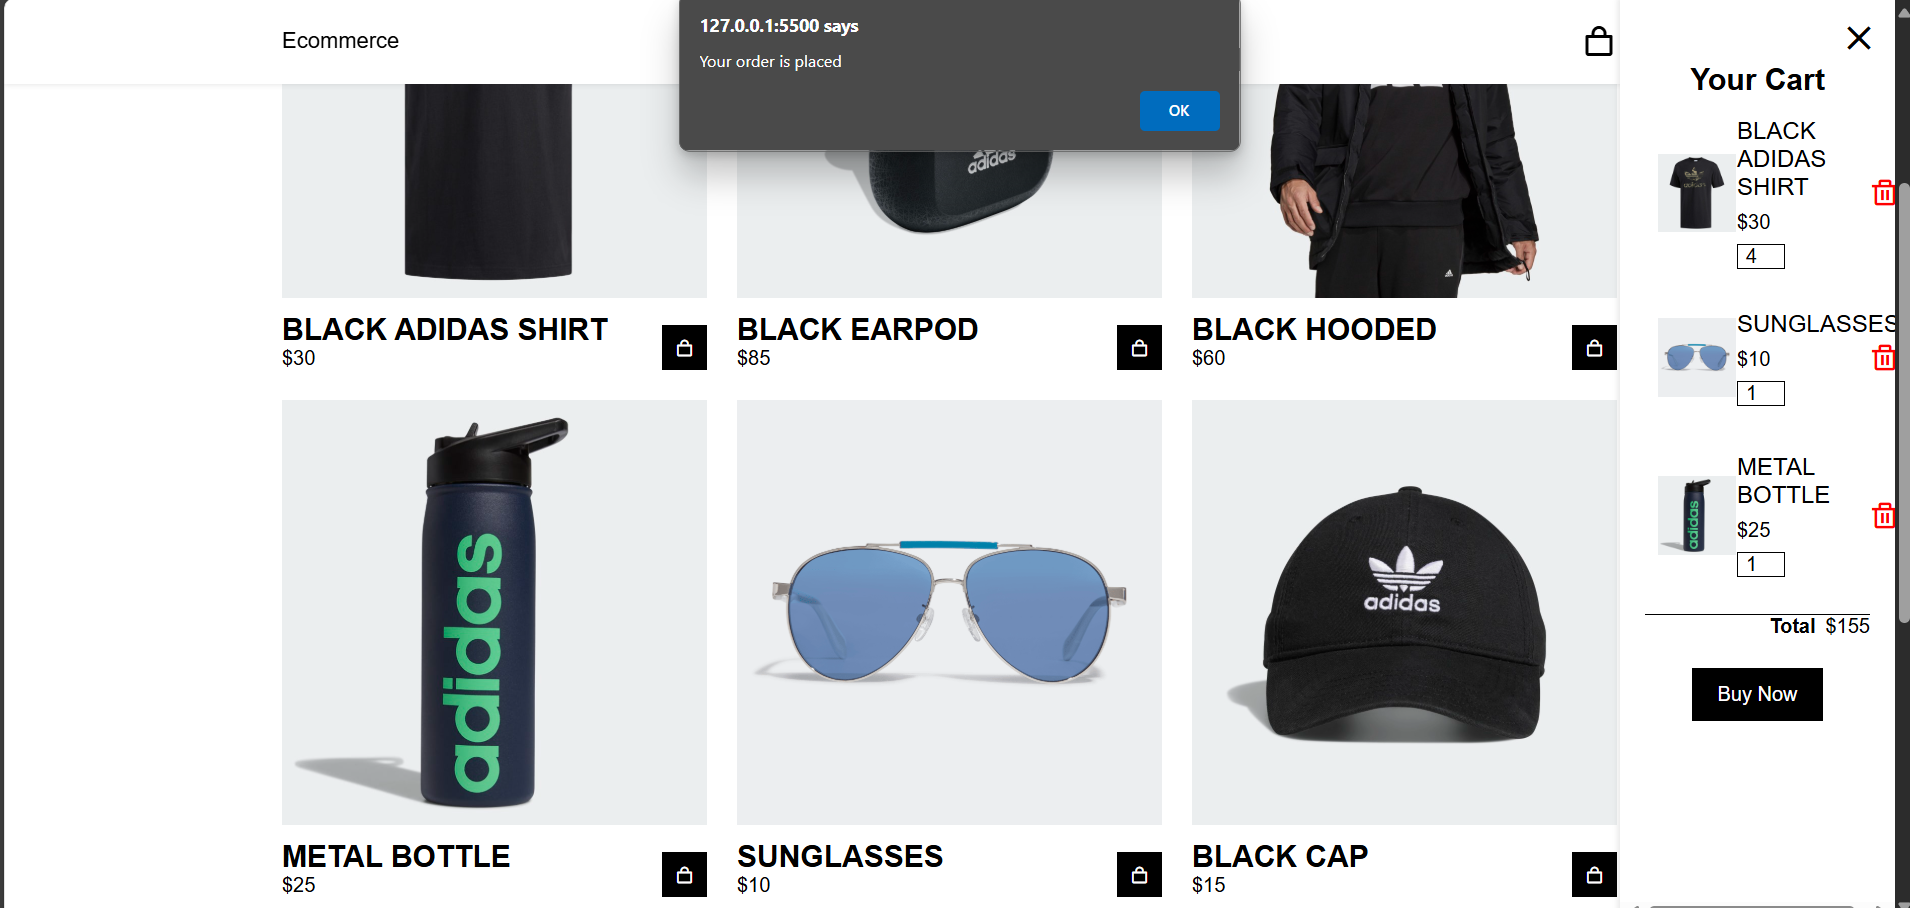 127.0.0.1:5500 says
Your order is placed
OK
Ecommerce
adidas
BLACK ADIDAS SHIRT
$30
BLACK EARPOD
$85
BLACK HOODED
$60
adidas
adidas
METAL BOTTLE
$25
SUNGLASSES
$10
BLACK CAP
$15
Your Cart
BLACK
ADIDAS
SHIRT
$30
4
SUNGLASSES
$10
1
METAL
BOTTLE
adidas
$25
1
Total $155
Buy Now